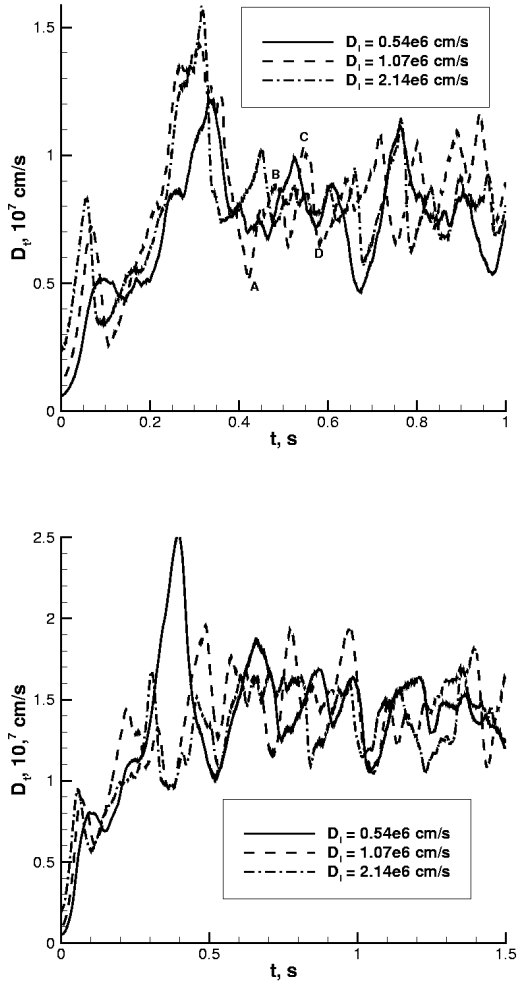 1.5
1
0.5
0
D_t, 10^7 cm/s
D_l = 0.54e6 cm/s
D_l = 1.07e6 cm/s
D_l = 2.14e6 cm/s
C
B
D
A
0 0.2 0.4 0.6 0.8 1
t, s
2.5
2
1.5
1
0.5
0
D_t, 10,^7 cm/s
D_l = 0.54e6 cm/s
D_l = 1.07e6 cm/s
D_l = 2.14e6 cm/s
0 0.5 1 1.5
t, s